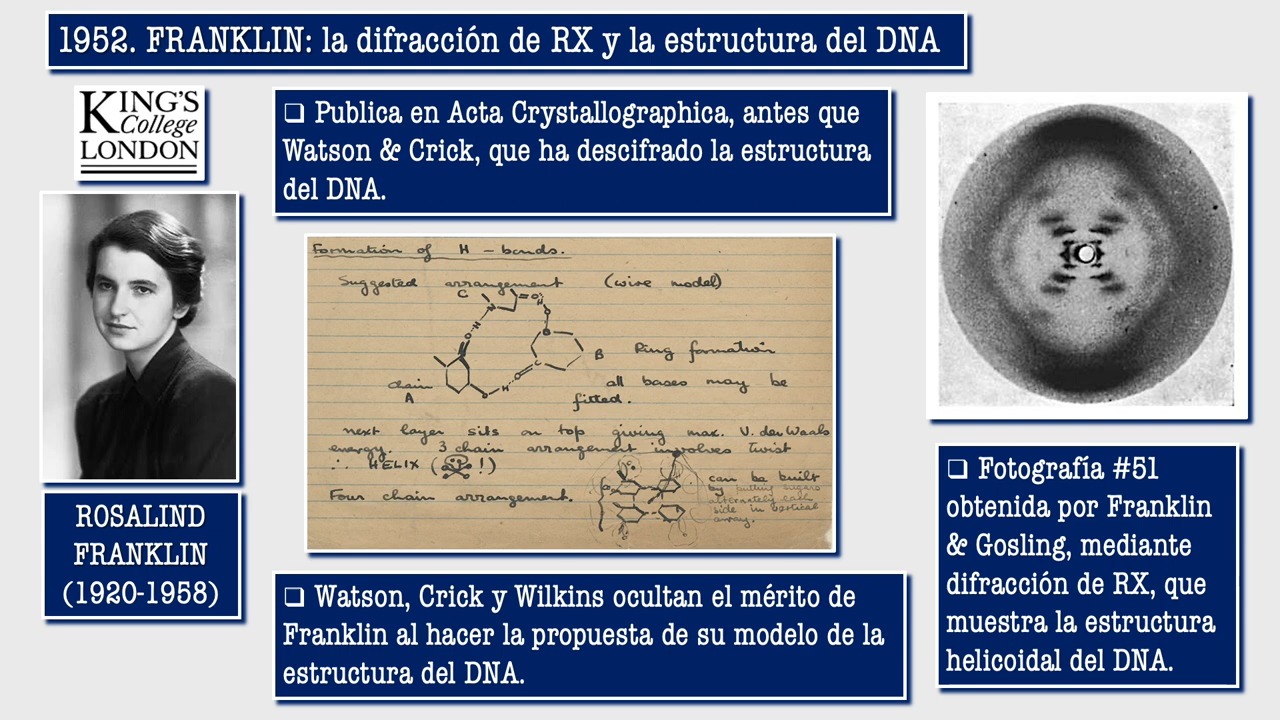 1952. FRANKLIN: la difracción de RX y la estructura del DNA
KING'S
College
LONDON
❑ Publica en Acta Crystallographica, antes que
Watson & Crick, que ha descifrado la estructura
del DNA.
Formation of H - bonds.
Suggested arrangement (wire model)
C
B Ring formation
chain
A
all bases may be
fitted.
next layer sits on top giving max. V. der Waals
energy. 3 chain arrangement involves twist
∴ HELIX ( !)
Four chain arrangement.
can be built
by putting sugars
alternately each
side in vertical
array.
ROSALIND
FRANKLIN
(1920-1958)
❑ Watson, Crick y Wilkins ocultan el mérito de
Franklin al hacer la propuesta de su modelo de la
estructura del DNA.
❑ Fotografía #51
obtenida por Franklin
& Gosling, mediante
difracción de RX, que
muestra la estructura
helicoidal del DNA.